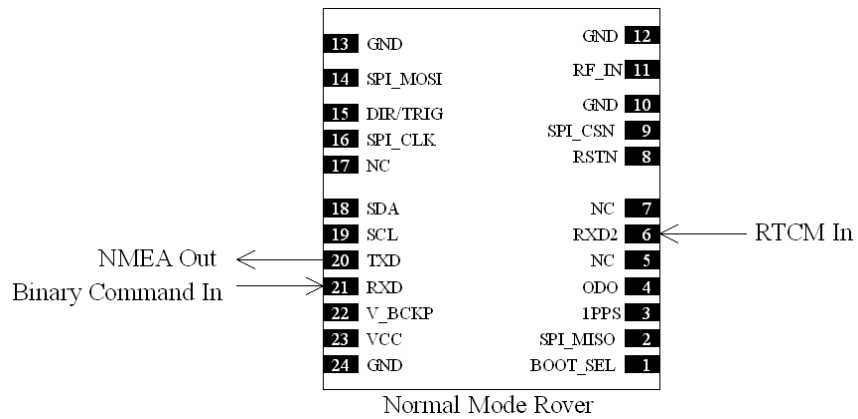 13 GND
14 SPI_MOSI
15 DIR/TRIG
16 SPI_CLK
17 NC
18 SDA
19 SCL
NMEA Out 20 TXD
Binary Command In 21 RXD
22 V_BCKP
23 VCC
24 GND
GND 12
RF_IN 11
GND 10
SPI_CSN 9
RSTN 8
NC 7
RXD2 6 RTCM In
NC 5
ODO 4
1PPS 3
SPI_MISO 2
BOOT_SEL 1
Normal Mode Rover